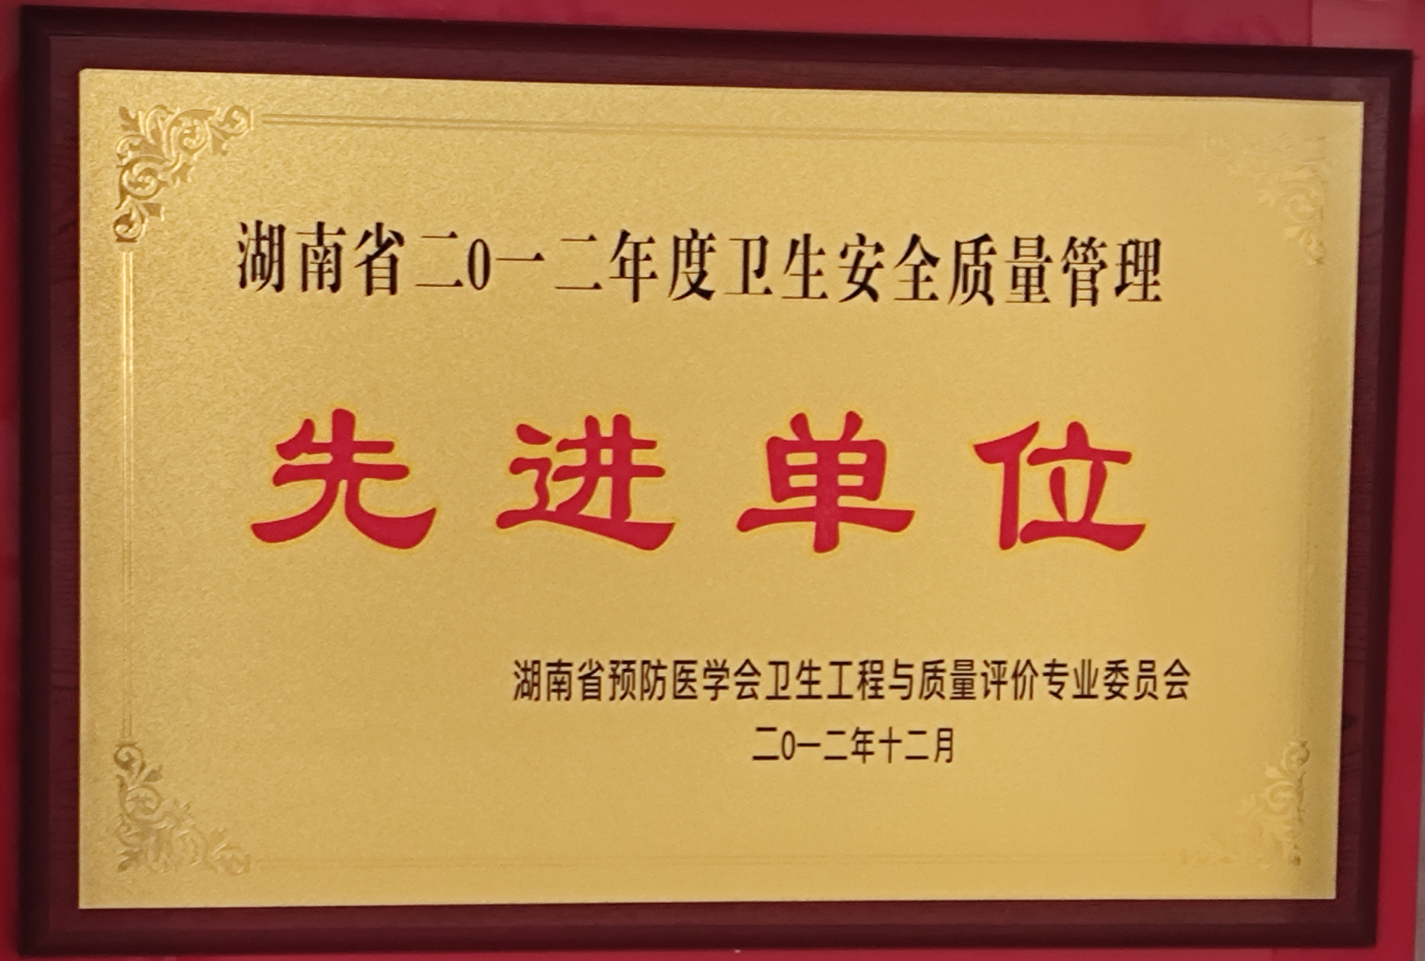 湖南省二0一二年度卫生安全质量管理
先进单位
湖南省预防医学会卫生工程与质量评价专业委员会
二0一二年十二月